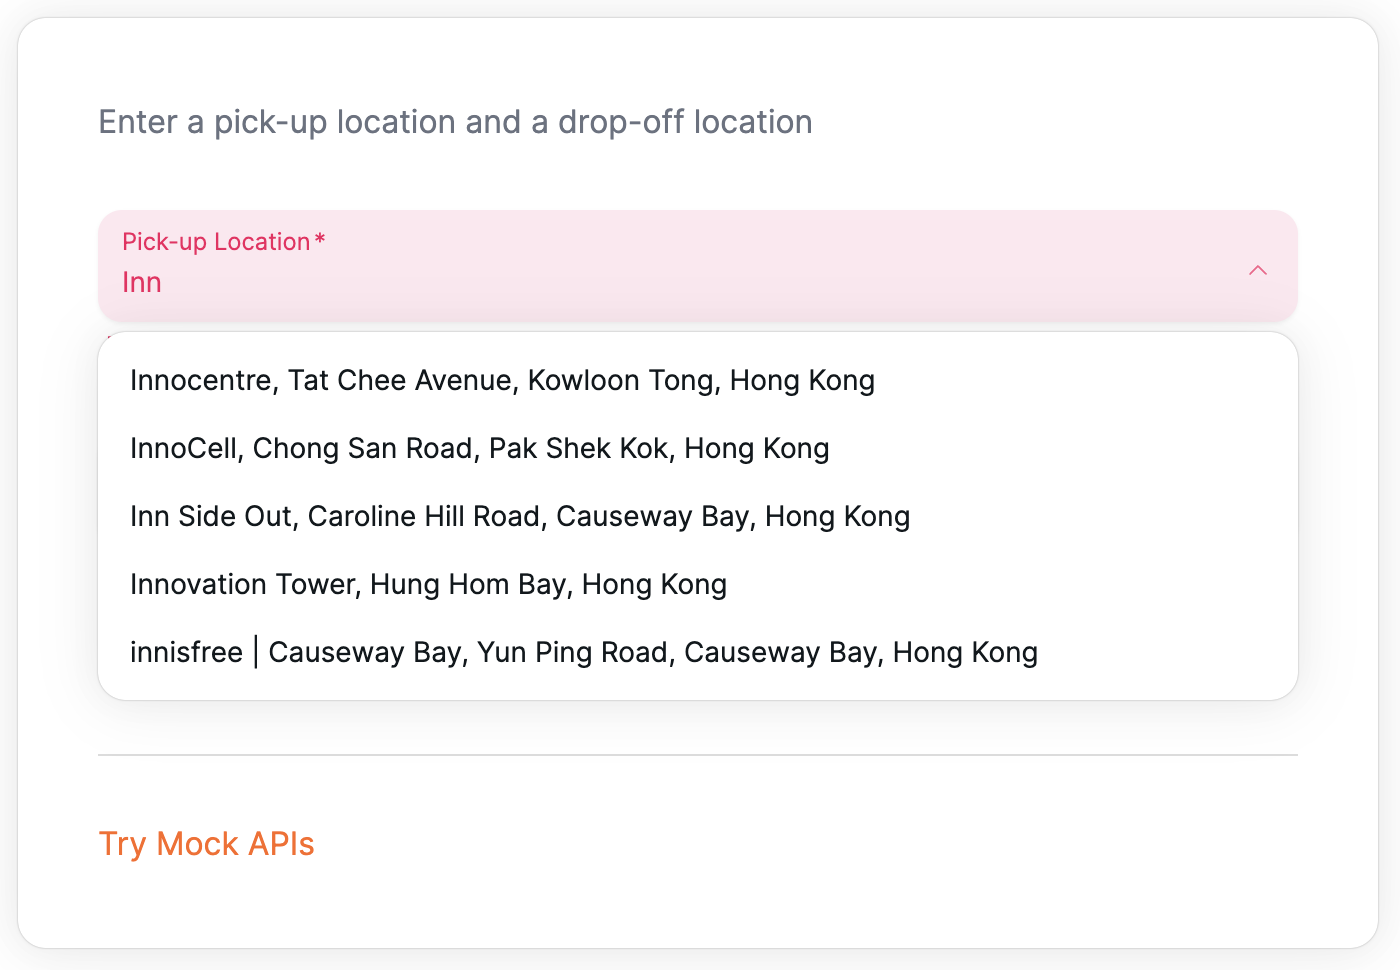 Enter a pick-up location and a drop-off location
Pick-up Location*
Inn
Innocentre, Tat Chee Avenue, Kowloon Tong, Hong Kong
InnoCell, Chong San Road, Pak Shek Kok, Hong Kong
Inn Side Out, Caroline Hill Road, Causeway Bay, Hong Kong
Innovation Tower, Hung Hom Bay, Hong Kong
innisfree | Causeway Bay, Yun Ping Road, Causeway Bay, Hong Kong
Try Mock APIs